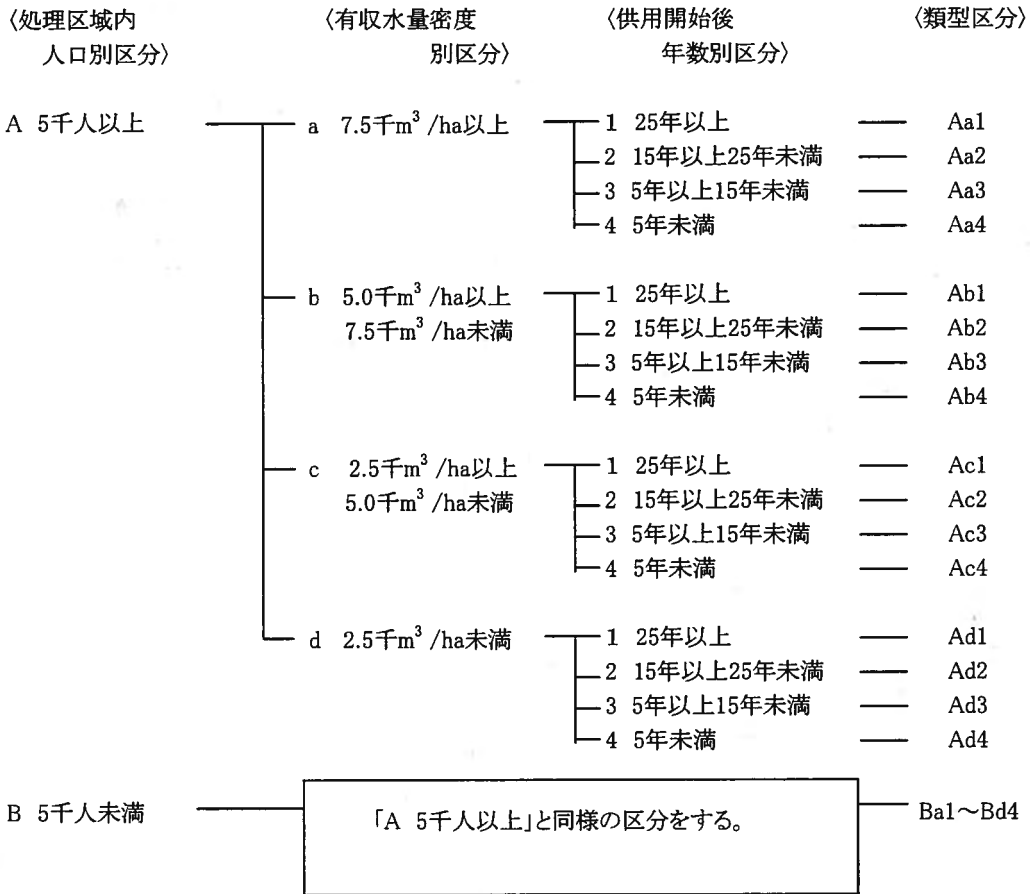 〈処理区域内 〈有収水量密度 〈供用開始後 〈類型区分〉
人口別区分〉 別区分〉 年数別区分〉
A 5千人以上 a 7.5千m³/ha以上 1 25年以上 Aa1
2 15年以上25年未満 Aa2
3 5年以上15年未満 Aa3
4 5年未満 Aa4
b 5.0千m³/ha以上 1 25年以上 Ab1
7.5千m³/ha未満 2 15年以上25年未満 Ab2
3 5年以上15年未満 Ab3
4 5年未満 Ab4
c 2.5千m³/ha以上 1 25年以上 Ac1
5.0千m³/ha未満 2 15年以上25年未満 Ac2
3 5年以上15年未満 Ac3
4 5年未満 Ac4
d 2.5千m³/ha未満 1 25年以上 Ad1
2 15年以上25年未満 Ad2
3 5年以上15年未満 Ad3
4 5年未満 Ad4
B 5千人未満 「A 5千人以上」と同様の区分をする。 Ba1～Bd4